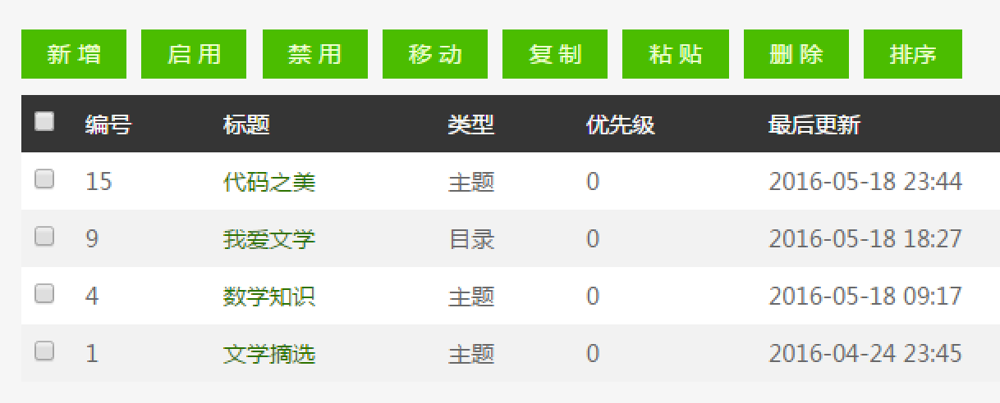 新 增 启 用 禁 用 移 动 复 制 粘 贴 删 除 排序
编号 标题 类型 优先级 最后更新
15 代码之美 主题 0 2016-05-18 23:44
9 我爱文学 目录 0 2016-05-18 18:27
4 数学知识 主题 0 2016-05-18 09:17
1 文学摘选 主题 0 2016-04-24 23:45